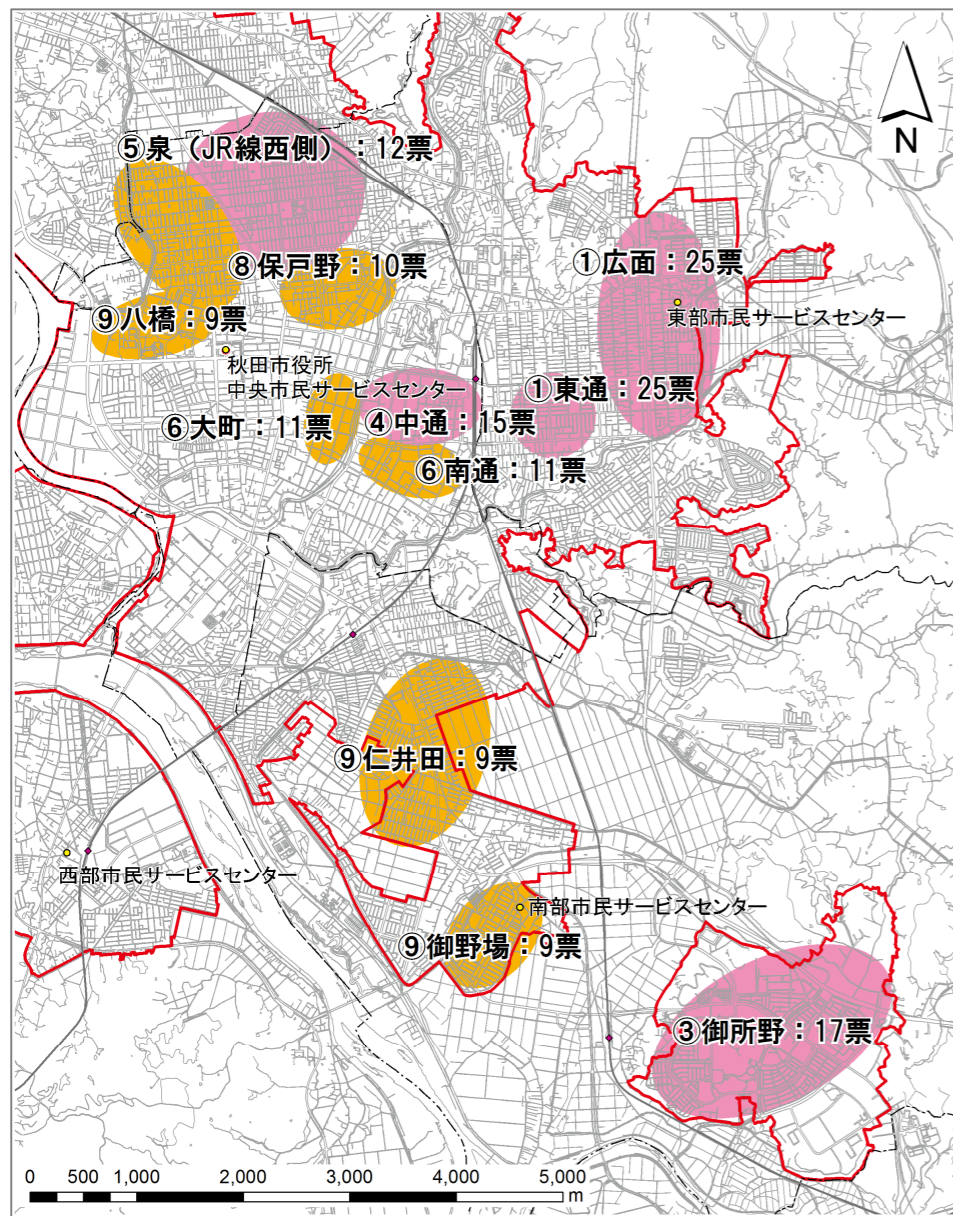 N
⑤泉（JR線西側）：12票
①広面：25票
⑧保戸野：10票
⑨八橋：9票
東部市民サービスセンター
秋田市役所
中央市民サービスセンター
①東通：25票
④中通：15票
⑥大町：11票
⑥南通：11票
⑨仁井田：9票
西部市民サービスセンター
南部市民サービスセンター
⑨御野場：9票
③御所野：17票
0 500 1,000 2,000 3,000 4,000 5,000
m